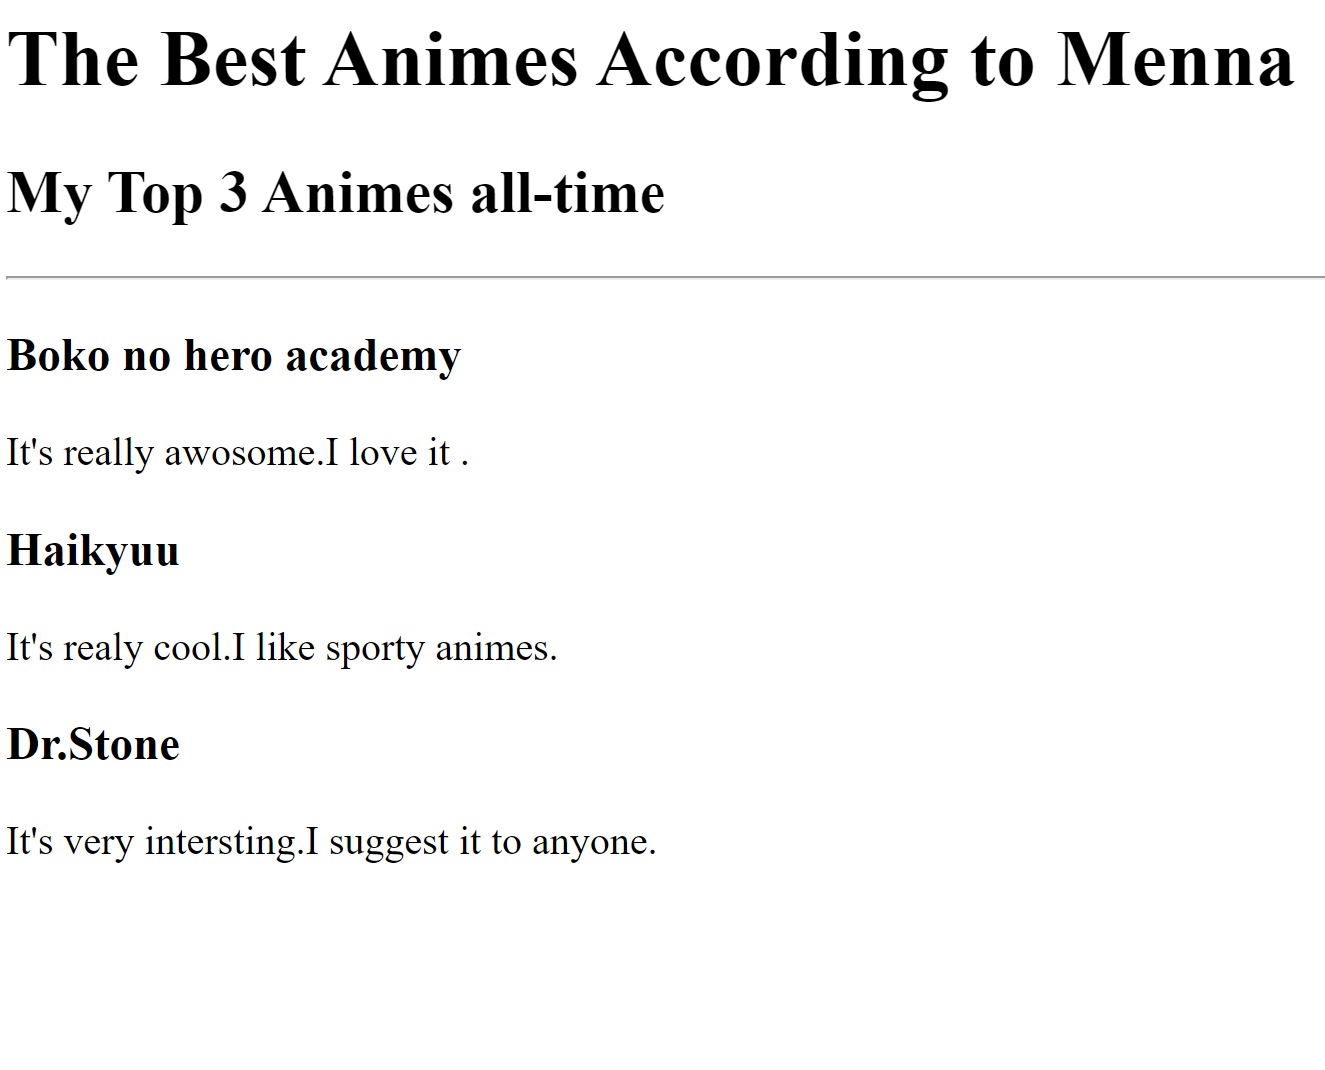 The Best Animes According to Menna
My Top 3 Animes all-time
Boko no hero academy
It's really awosome.I love it .
Haikyuu
It's realy cool.I like sporty animes.
Dr.Stone
It's very intersting.I suggest it to anyone.